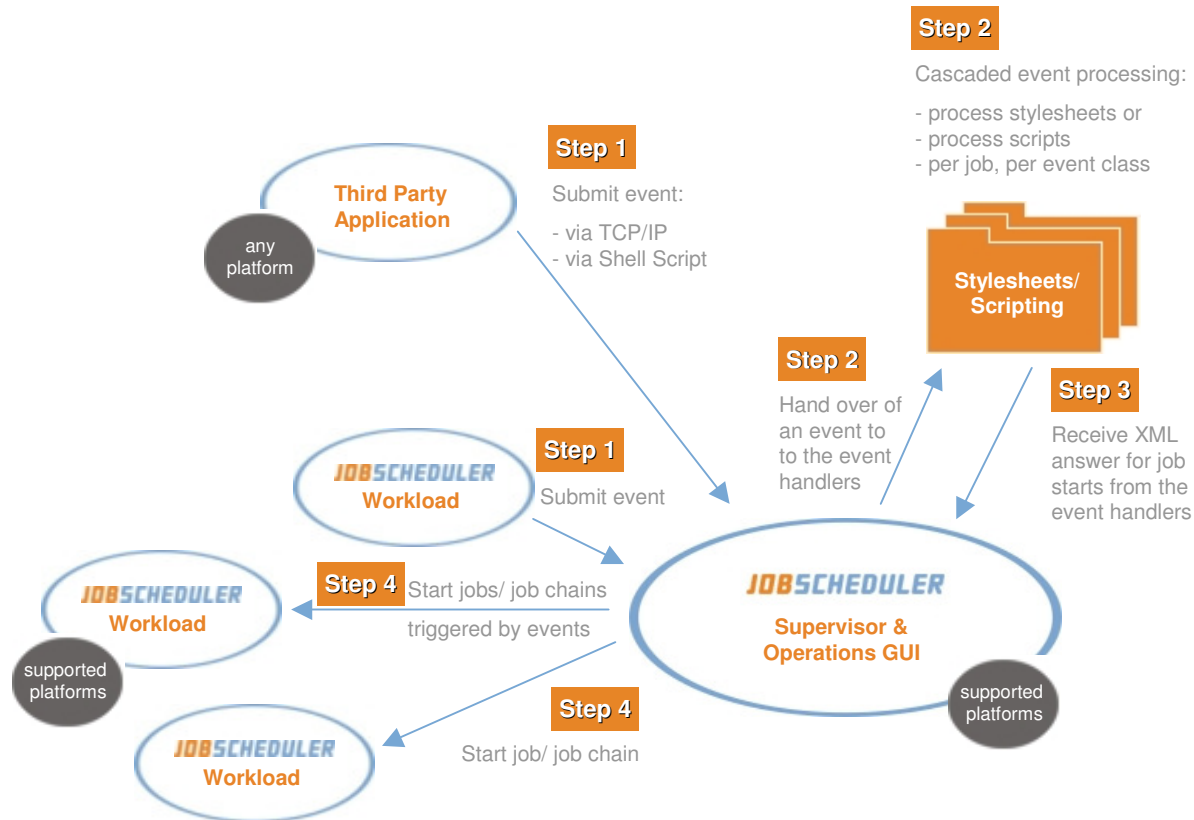 Step 2
Cascaded event processing:
- process stylesheets or
- process scripts
- per job, per event class
Step 1
Submit event:
- via TCP/IP
- via Shell Script
Third Party
Application
any
platform
Stylesheets/
Scripting
Step 2
Hand over of
an event to
to the event
handlers
Step 3
Receive XML
answer for job
starts from the
event handlers
JOBSCHEDULER
Workload
Step 1
Submit event
JOBSCHEDULER
Workload
supported
platforms
Step 4
Start jobs/ job chains
triggered by events
JOBSCHEDULER
Supervisor &
Operations GUI
supported
platforms
Step 4
Start job/ job chain
JOBSCHEDULER
Workload